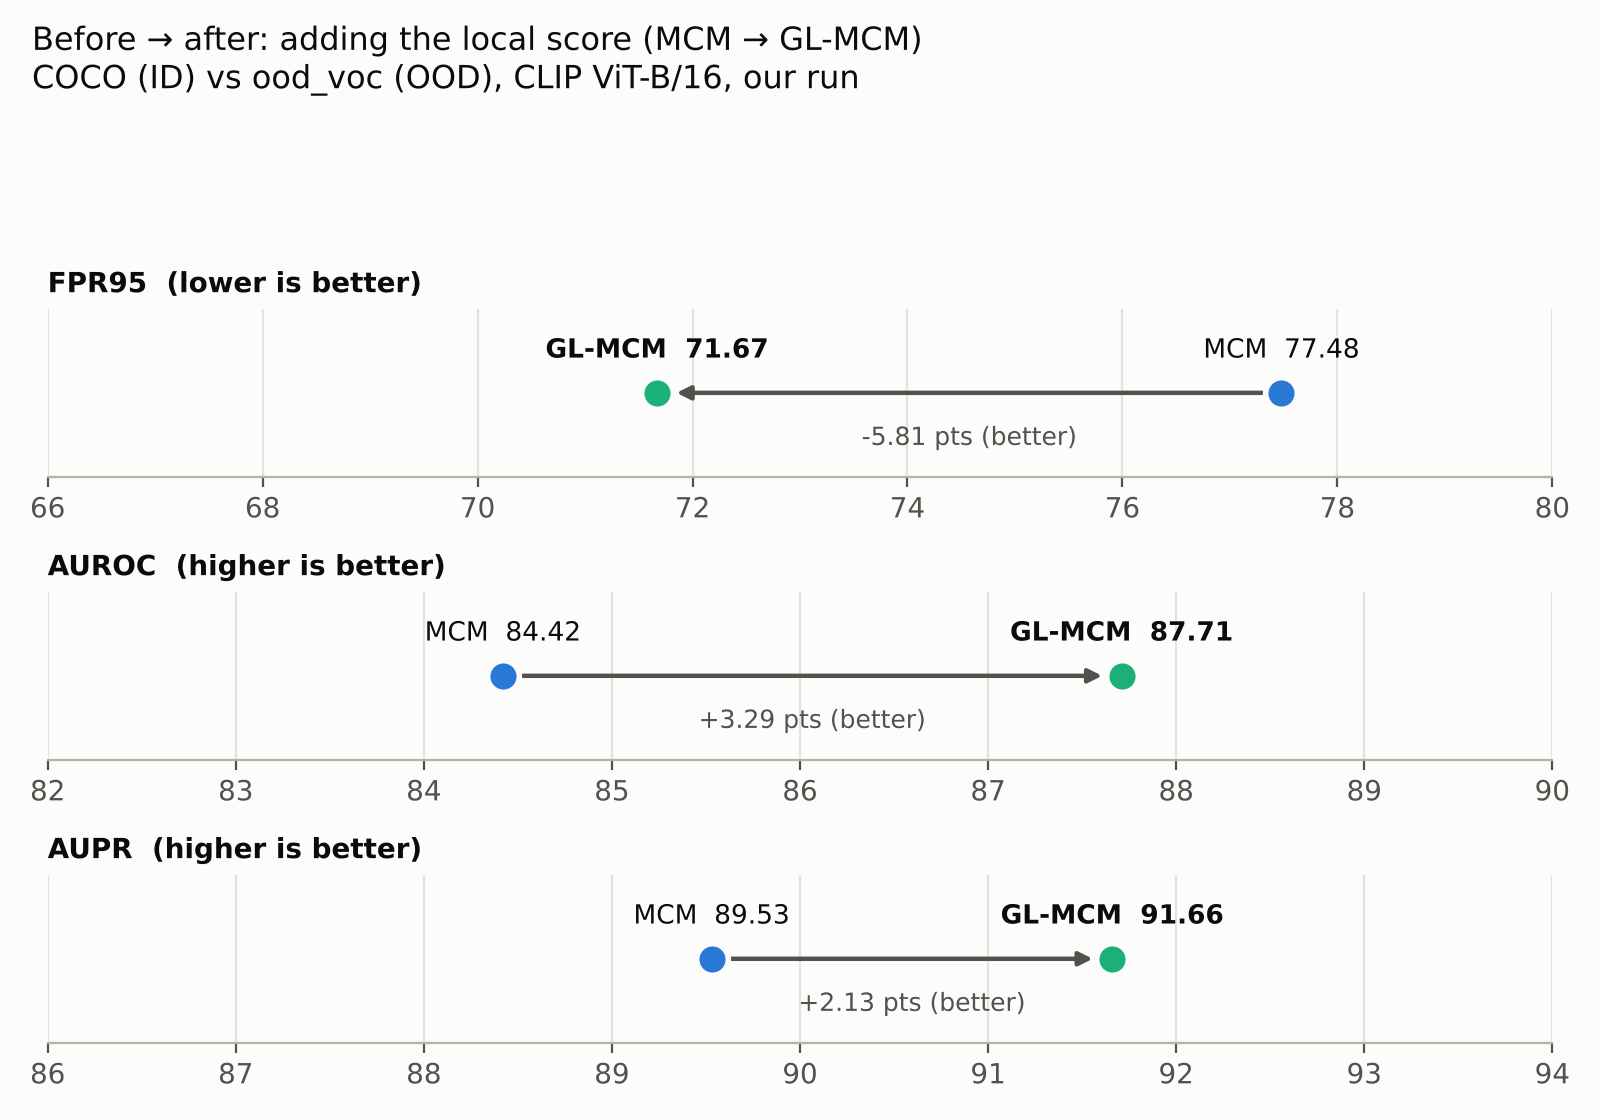 Before → after: adding the local score (MCM → GL-MCM)
COCO (ID) vs ood_voc (OOD), CLIP ViT-B/16, our run
FPR95  (lower is better)
GL-MCM  71.67
MCM  77.48
-5.81 pts (better)
66 68 70 72 74 76 78 80
AUROC  (higher is better)
MCM  84.42
GL-MCM  87.71
+3.29 pts (better)
82 83 84 85 86 87 88 89 90
AUPR  (higher is better)
MCM  89.53
GL-MCM  91.66
+2.13 pts (better)
86 87 88 89 90 91 92 93 94